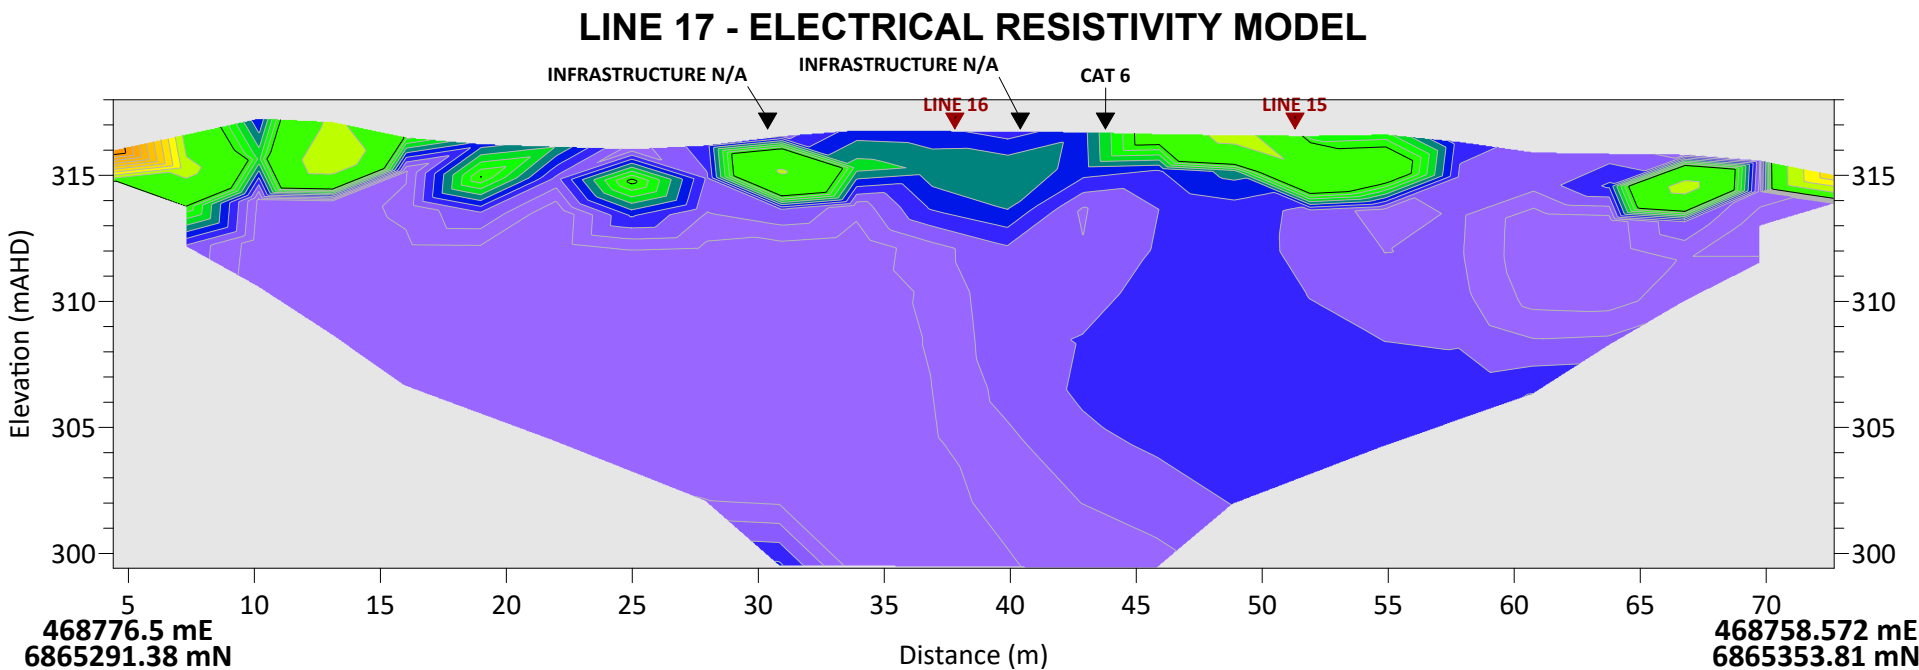 LINE 17 - ELECTRICAL RESISTIVITY MODEL
INFRASTRUCTURE N/A
INFRASTRUCTURE N/A
CAT 6
LINE 16
LINE 15
Elevation (mAHD)
315
310
305
300
315
310
305
300
5 10 15 20 25 30 35 40 45 50 55 60 65 70
468776.5 mE
6865291.38 mN
Distance (m)
468758.572 mE
6865353.81 mN